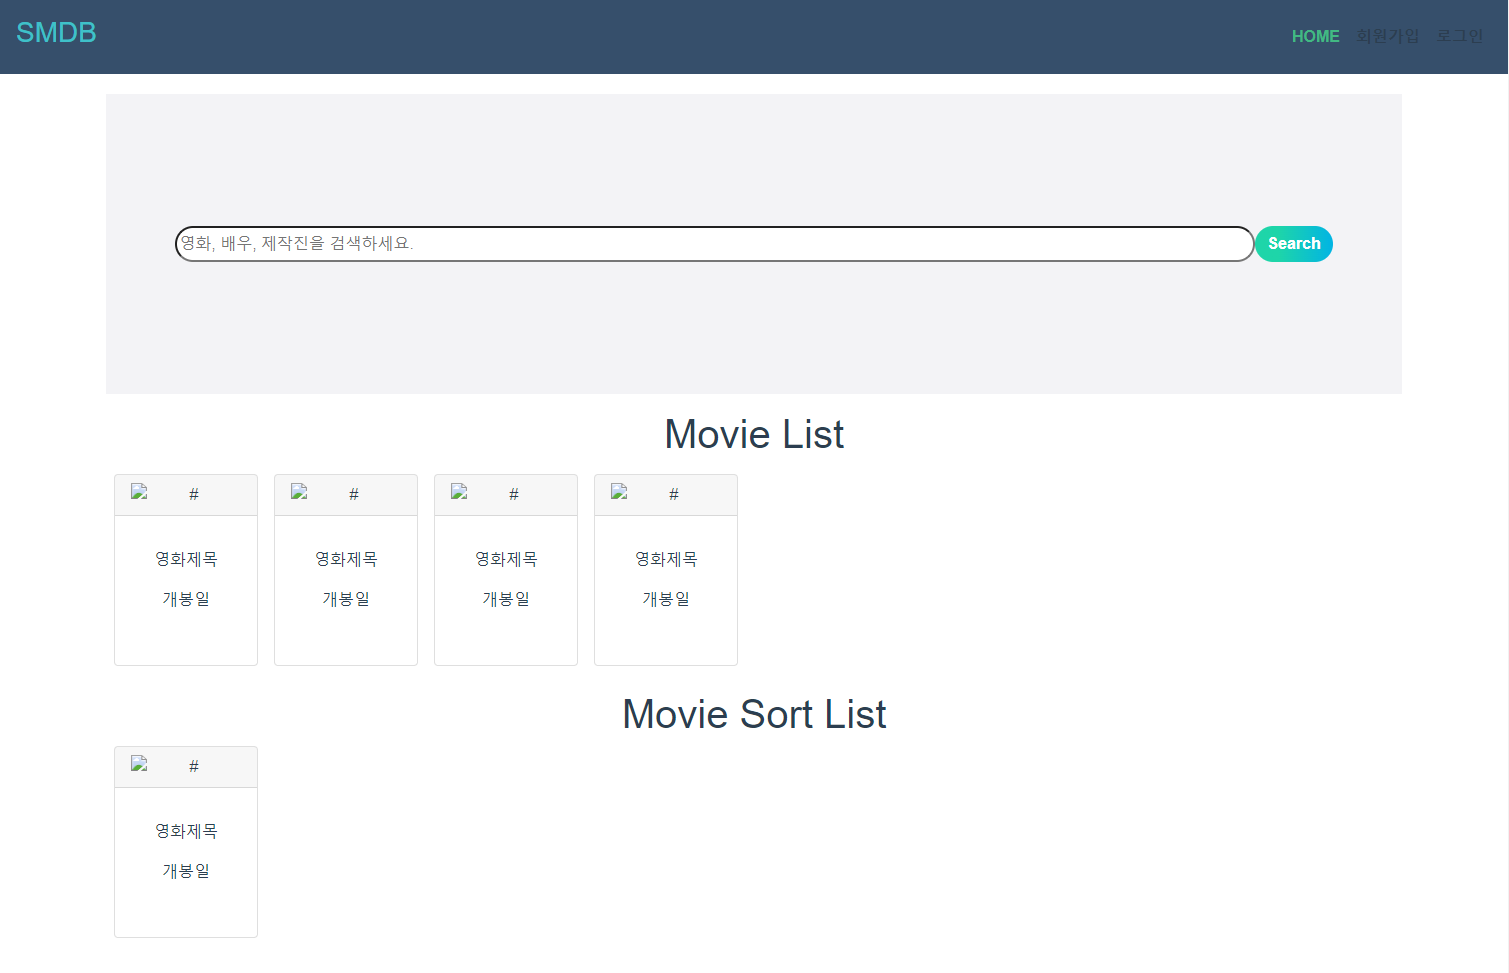 SMDB
HOME 회원가입 로그인
영화, 배우, 제작진을 검색하세요.
Search
Movie List
# # # #
영화제목 영화제목 영화제목 영화제목
개봉일 개봉일 개봉일 개봉일
Movie Sort List
#
영화제목
개봉일